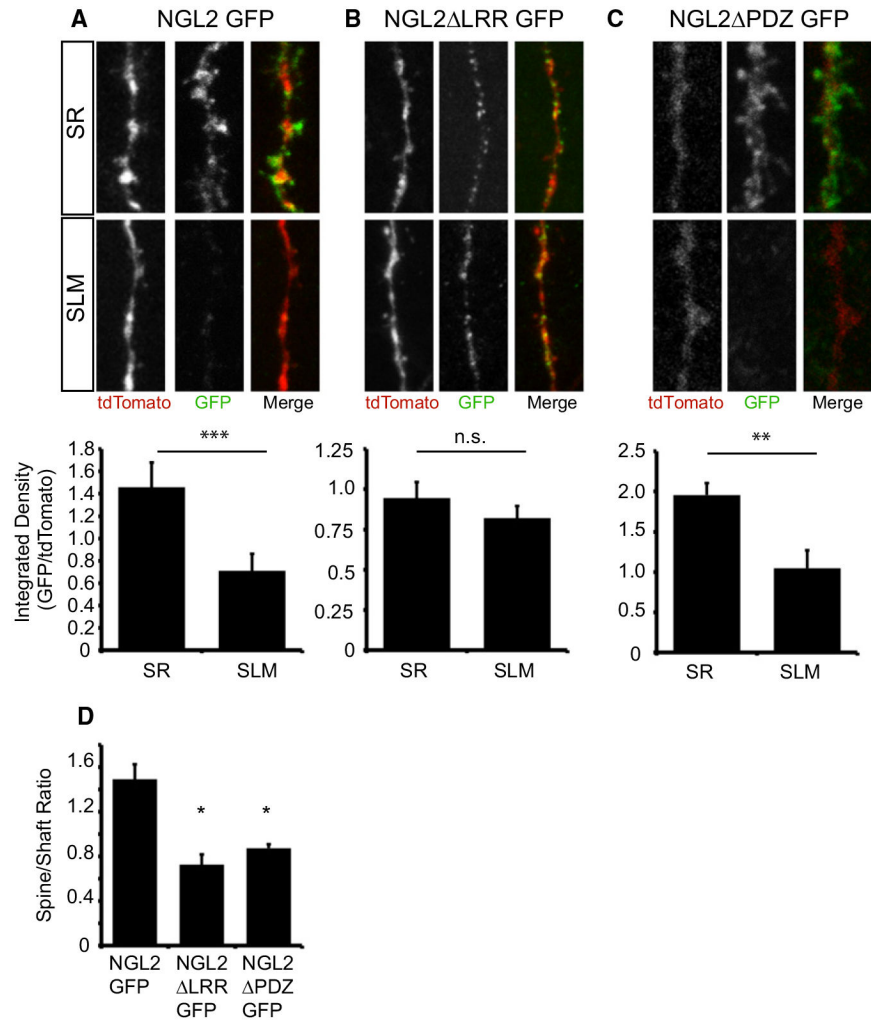 A NGL2 GFP
B NGL2ΔLRR GFP
C NGL2ΔPDZ GFP
SR
SLM
tdTomato GFP Merge
tdTomato GFP Merge
tdTomato GFP Merge
Integrated Density
(GFP/tdTomato)
1.8
1.6
1.4
1.2
1.0
0.8
0.6
0.4
0.2
0
***
SR SLM
1.25
1.0
0.75
0.5
0.25
0
n.s.
SR SLM
2.5
2.0
1.5
1.0
0.5
0
**
SR SLM
D
Spine/Shaft Ratio
1.6
1.2
0.8
0.4
0
* *
NGL2
GFP
NGL2
ΔLRR
GFP
NGL2
ΔPDZ
GFP